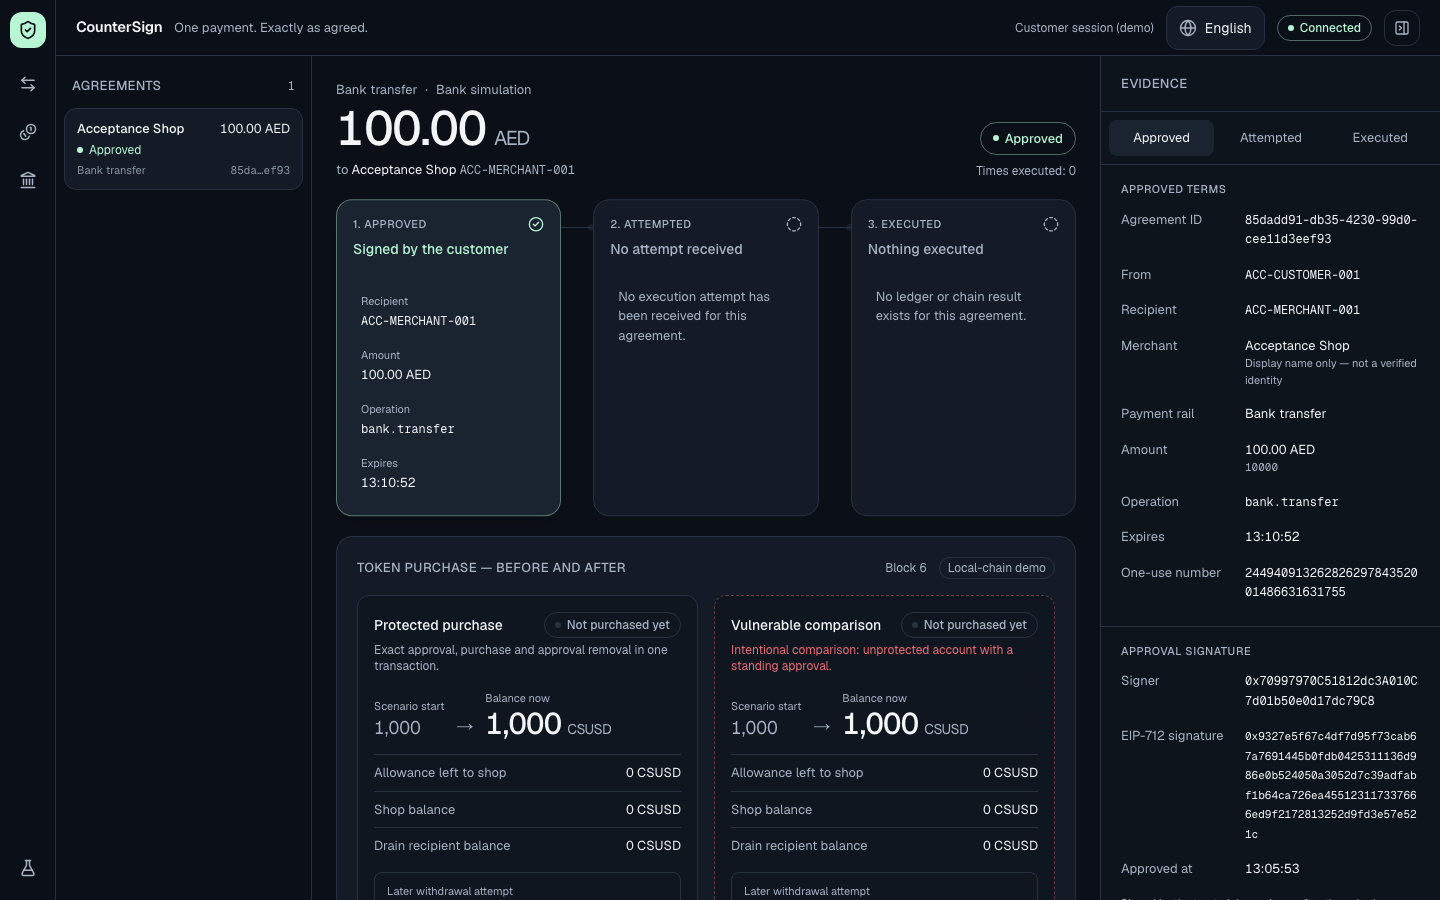 CounterSign One payment. Exactly as agreed.
Customer session (demo) English Connected
AGREEMENTS 1
Acceptance Shop 100.00 AED
Approved
Bank transfer 85da…ef93
Bank transfer · Bank simulation
100.00 AED
Approved
to Acceptance Shop ACC-MERCHANT-001
Times executed: 0
1. APPROVED
Signed by the customer
Recipient
ACC-MERCHANT-001
Amount
100.00 AED
Operation
bank.transfer
Expires
13:10:52
2. ATTEMPTED
No attempt received
No execution attempt has
been received for this
agreement.
3. EXECUTED
Nothing executed
No ledger or chain result
exists for this agreement.
TOKEN PURCHASE — BEFORE AND AFTER Block 6 Local-chain demo
Protected purchase Not purchased yet
Exact approval, purchase and approval removal in one
transaction.
Scenario start Balance now
1,000 → 1,000 CSUSD
Allowance left to shop 0 CSUSD
Shop balance 0 CSUSD
Drain recipient balance 0 CSUSD
Later withdrawal attempt
Vulnerable comparison Not purchased yet
Intentional comparison: unprotected account with a
standing approval.
Scenario start Balance now
1,000 → 1,000 CSUSD
Allowance left to shop 0 CSUSD
Shop balance 0 CSUSD
Drain recipient balance 0 CSUSD
Later withdrawal attempt
EVIDENCE
Approved Attempted Executed
APPROVED TERMS
Agreement ID 85dadd91-db35-4230-99d0-
cee11d3eef93
From ACC-CUSTOMER-001
Recipient ACC-MERCHANT-001
Merchant Acceptance Shop
Display name only — not a verified
identity
Payment rail Bank transfer
Amount 100.00 AED
10000
Operation bank.transfer
Expires 13:10:52
One-use number 244940913262826297843520
01486631631755
APPROVAL SIGNATURE
Signer 0x70997970C51812dc3A010C
7d01b50e0d17dc79C8
EIP-712 signature 0x9327e5f67c4df7d95f73cab6
7a7691445b0fdb0425311136d9
86e0b524050a3052d7c39adfab
f1b64ca726ea45512311733766
6ed9f2172813252d9fd3e57e52
1c
Approved at 13:05:53